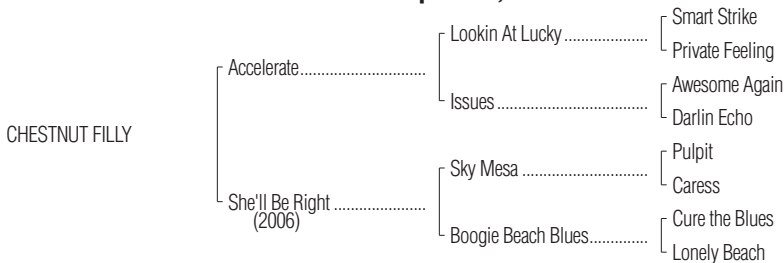 Smart Strike
Lookin At Lucky ....................
Private Feeling
Accelerate..............................
Awesome Again
Issues ..............................
Darlin Echo
CHESTNUT FILLY
Pulpit
Sky Mesa ........................
Caress
She'll Be Right ......................
(2006)
Cure the Blues
Boogie Beach Blues..............
Lonely Beach